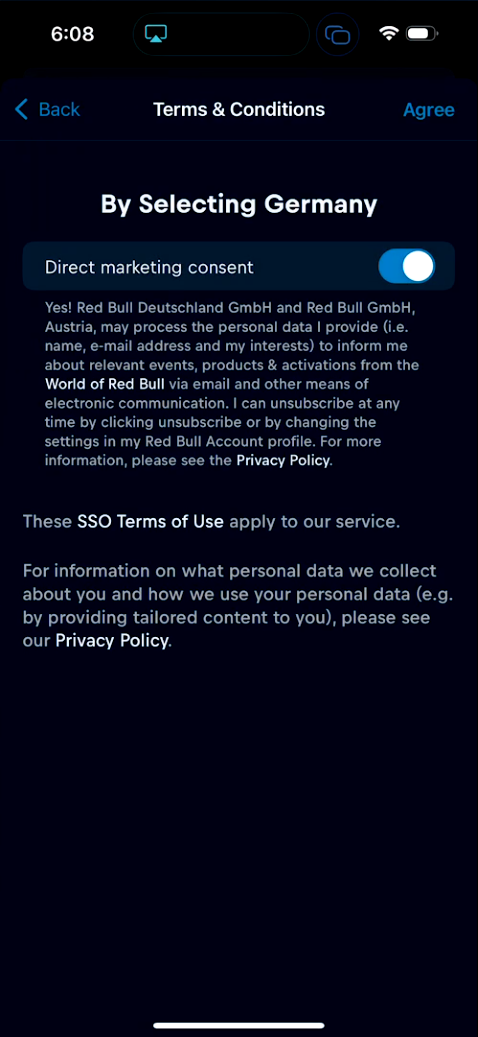 6:08
Back
Terms & Conditions
Agree
By Selecting Germany
Direct marketing consent
Yes! Red Bull Deutschland GmbH and Red Bull GmbH,
Austria, may process the personal data I provide (i.e.
name, e-mail address and my interests) to inform me
about relevant events, products & activations from the
World of Red Bull via email and other means of
electronic communication. I can unsubscribe at any
time by clicking unsubscribe or by changing the
settings in my Red Bull Account profile. For more
information, please see the Privacy Policy.
These SSO Terms of Use apply to our service.
For information on what personal data we collect
about you and how we use your personal data (e.g.
by providing tailored content to you), please see
our Privacy Policy.